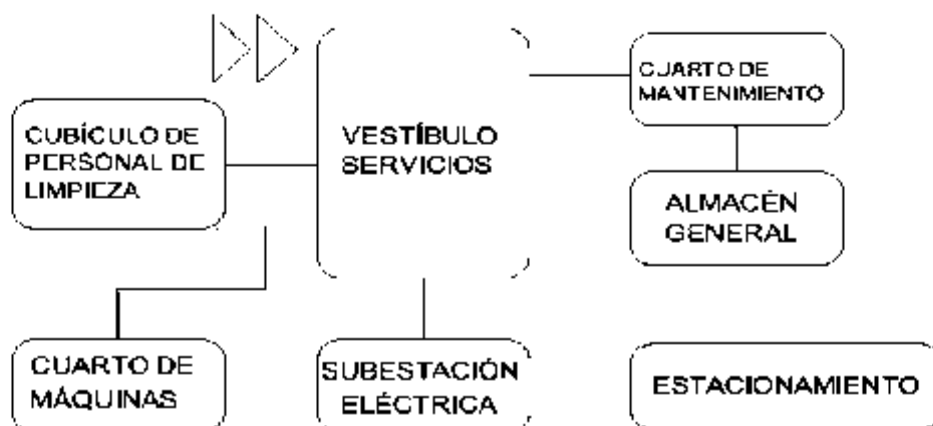 CUBÍCULO DE
PERSONAL DE
LIMPIEZA
VESTÍBULO
SERVICIOS
CUARTO DE
MANTENIMIENTO
ALMACÉN
GENERAL
CUARTO DE
MÁQUINAS
SUBESTACIÓN
ELÉCTRICA
ESTACIONAMIENTO